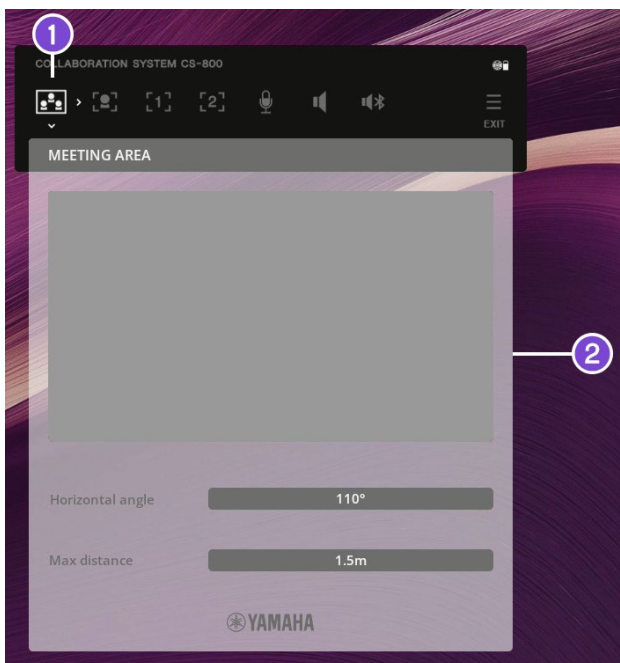 1
COLLABORATION SYSTEM CS-800
[1] [2]
EXIT
MEETING AREA
2
Horizontal angle 110°
Max distance 1.5m
YAMAHA